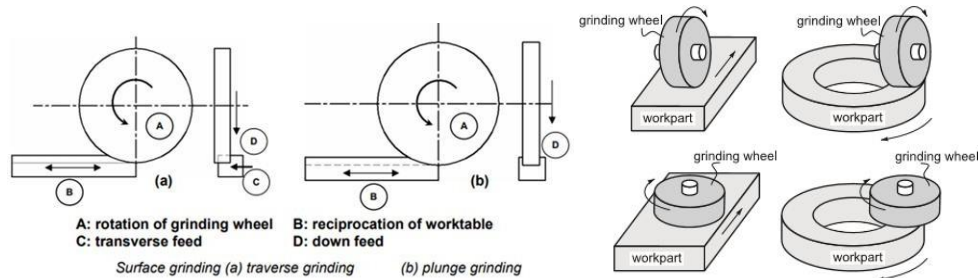 A
D
C
B
(a)
A
D
B
(b)
A: rotation of grinding wheel
B: reciprocation of worktable
C: transverse feed
D: down feed
Surface grinding (a) traverse grinding
(b) plunge grinding
grinding wheel
workpart
grinding wheel
workpart
grinding wheel
workpart
grinding wheel
workpart